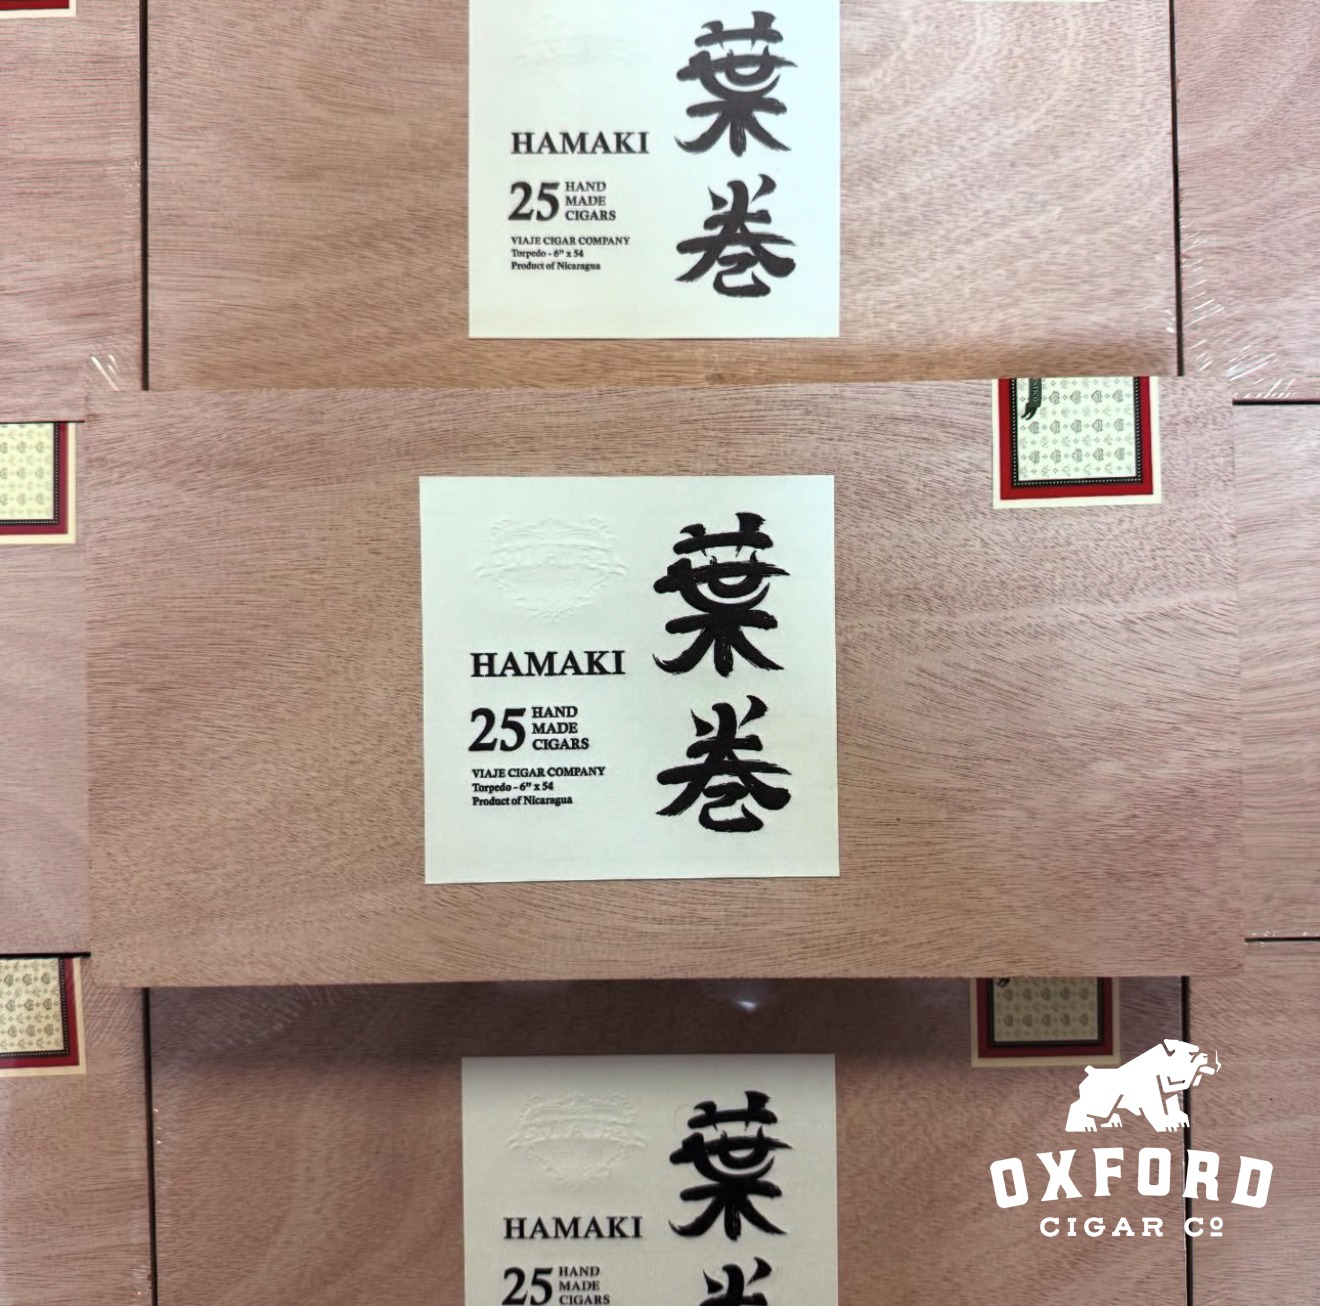 HAMAKI
25 HAND
MADE
CIGARS
VIAJE CIGAR COMPANY
Torpedo - 6" x 54
Product of Nicaragua
葉巻
HAMAKI
25 HAND
MADE
CIGARS
VIAJE CIGAR COMPANY
Torpedo - 6" x 54
Product of Nicaragua
葉巻
HAMAKI
25 HAND
MADE
CIGARS
葉
OXFORD
CIGAR Co